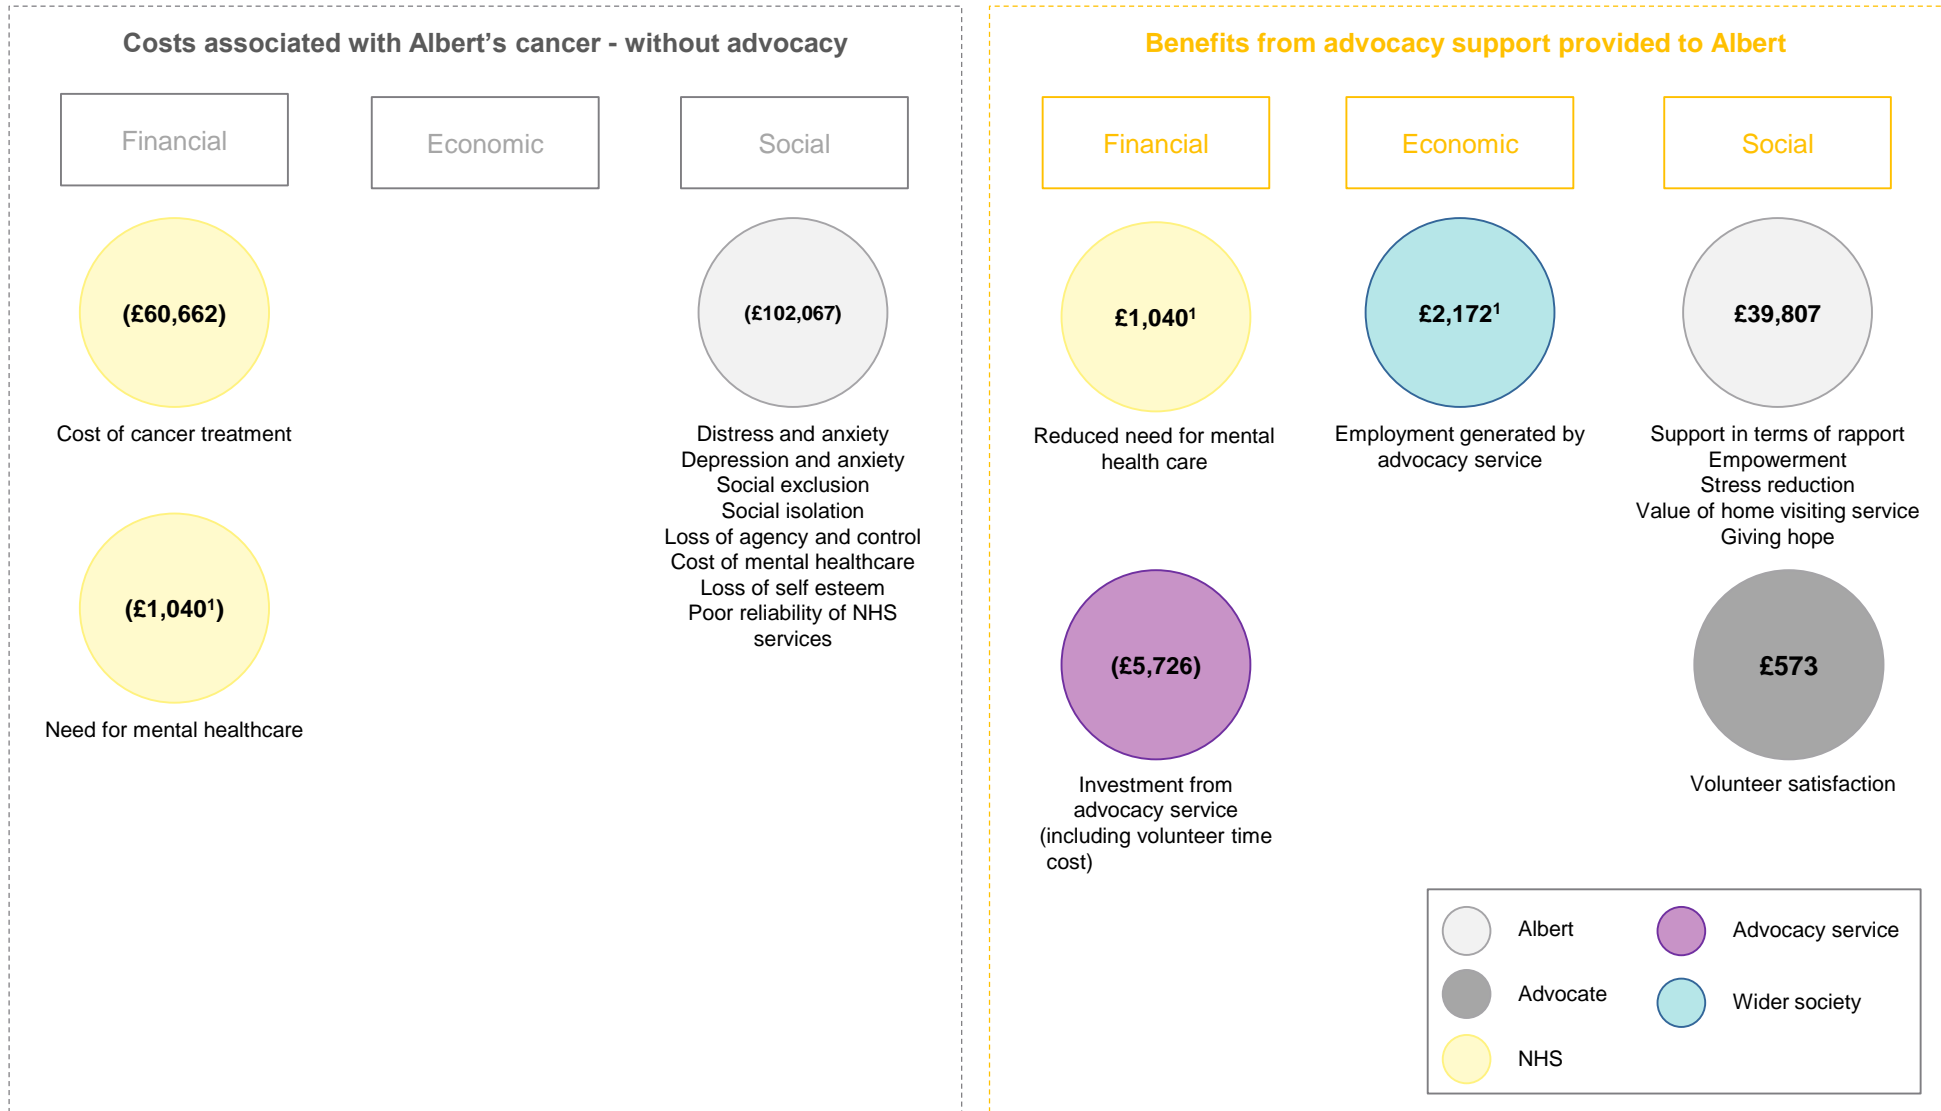 Costs associated with Albert's cancer - without advocacy
Financial
Economic
Social
(£60,662)
Cost of cancer treatment
(£1,040¹)
Need for mental healthcare
(£102,067)
Distress and anxiety
Depression and anxiety
Social exclusion
Social isolation
Loss of agency and control
Cost of mental healthcare
Loss of self esteem
Poor reliability of NHS
services
Benefits from advocacy support provided to Albert
Financial
Economic
Social
£1,040¹
Reduced need for mental
health care
(£5,726)
Investment from
advocacy service
(including volunteer time
cost)
£2,172¹
Employment generated by
advocacy service
£39,807
Support in terms of rapport
Empowerment
Stress reduction
Value of home visiting service
Giving hope
£573
Volunteer satisfaction
Albert
Advocate
NHS
Advocacy service
Wider society